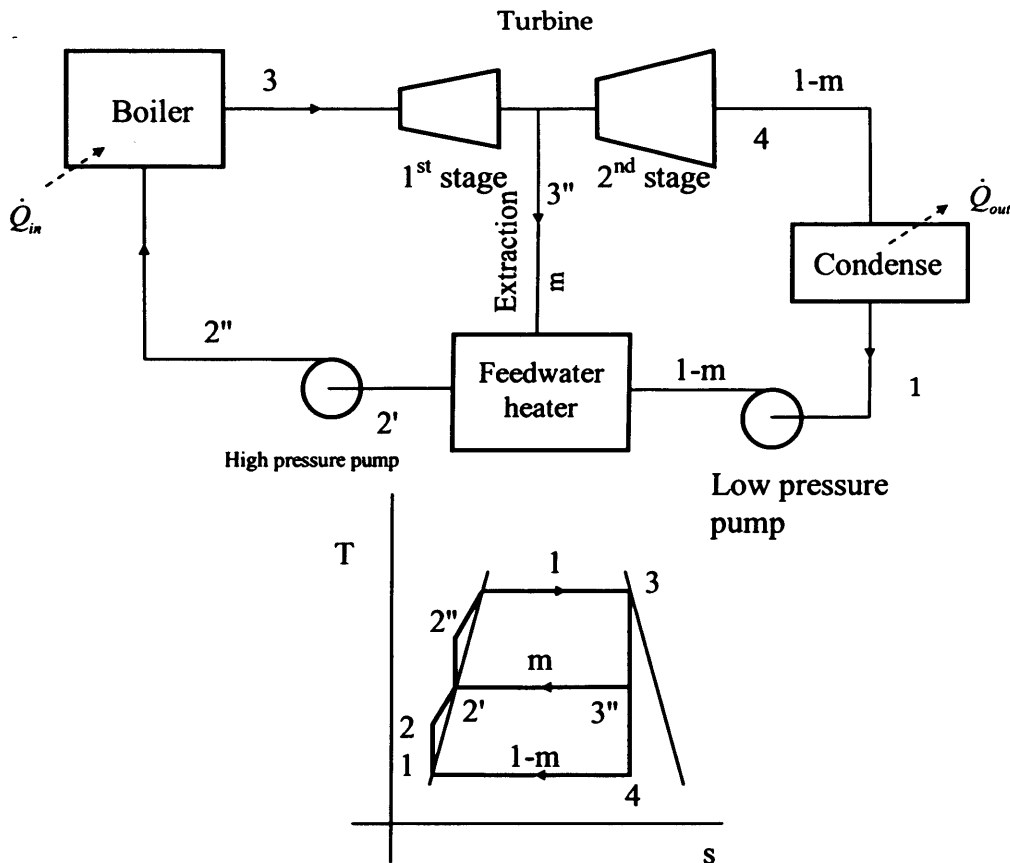 Turbine
3
1-m
Boiler
4
1st stage
2nd stage
3"
Q̇in
Q̇out
Extraction
m
Condense
2"
Feedwater
heater
1-m
1
2'
High pressure pump
Low pressure
pump
T
1
3
2"
m
2
2'
3"
1
1-m
4
s